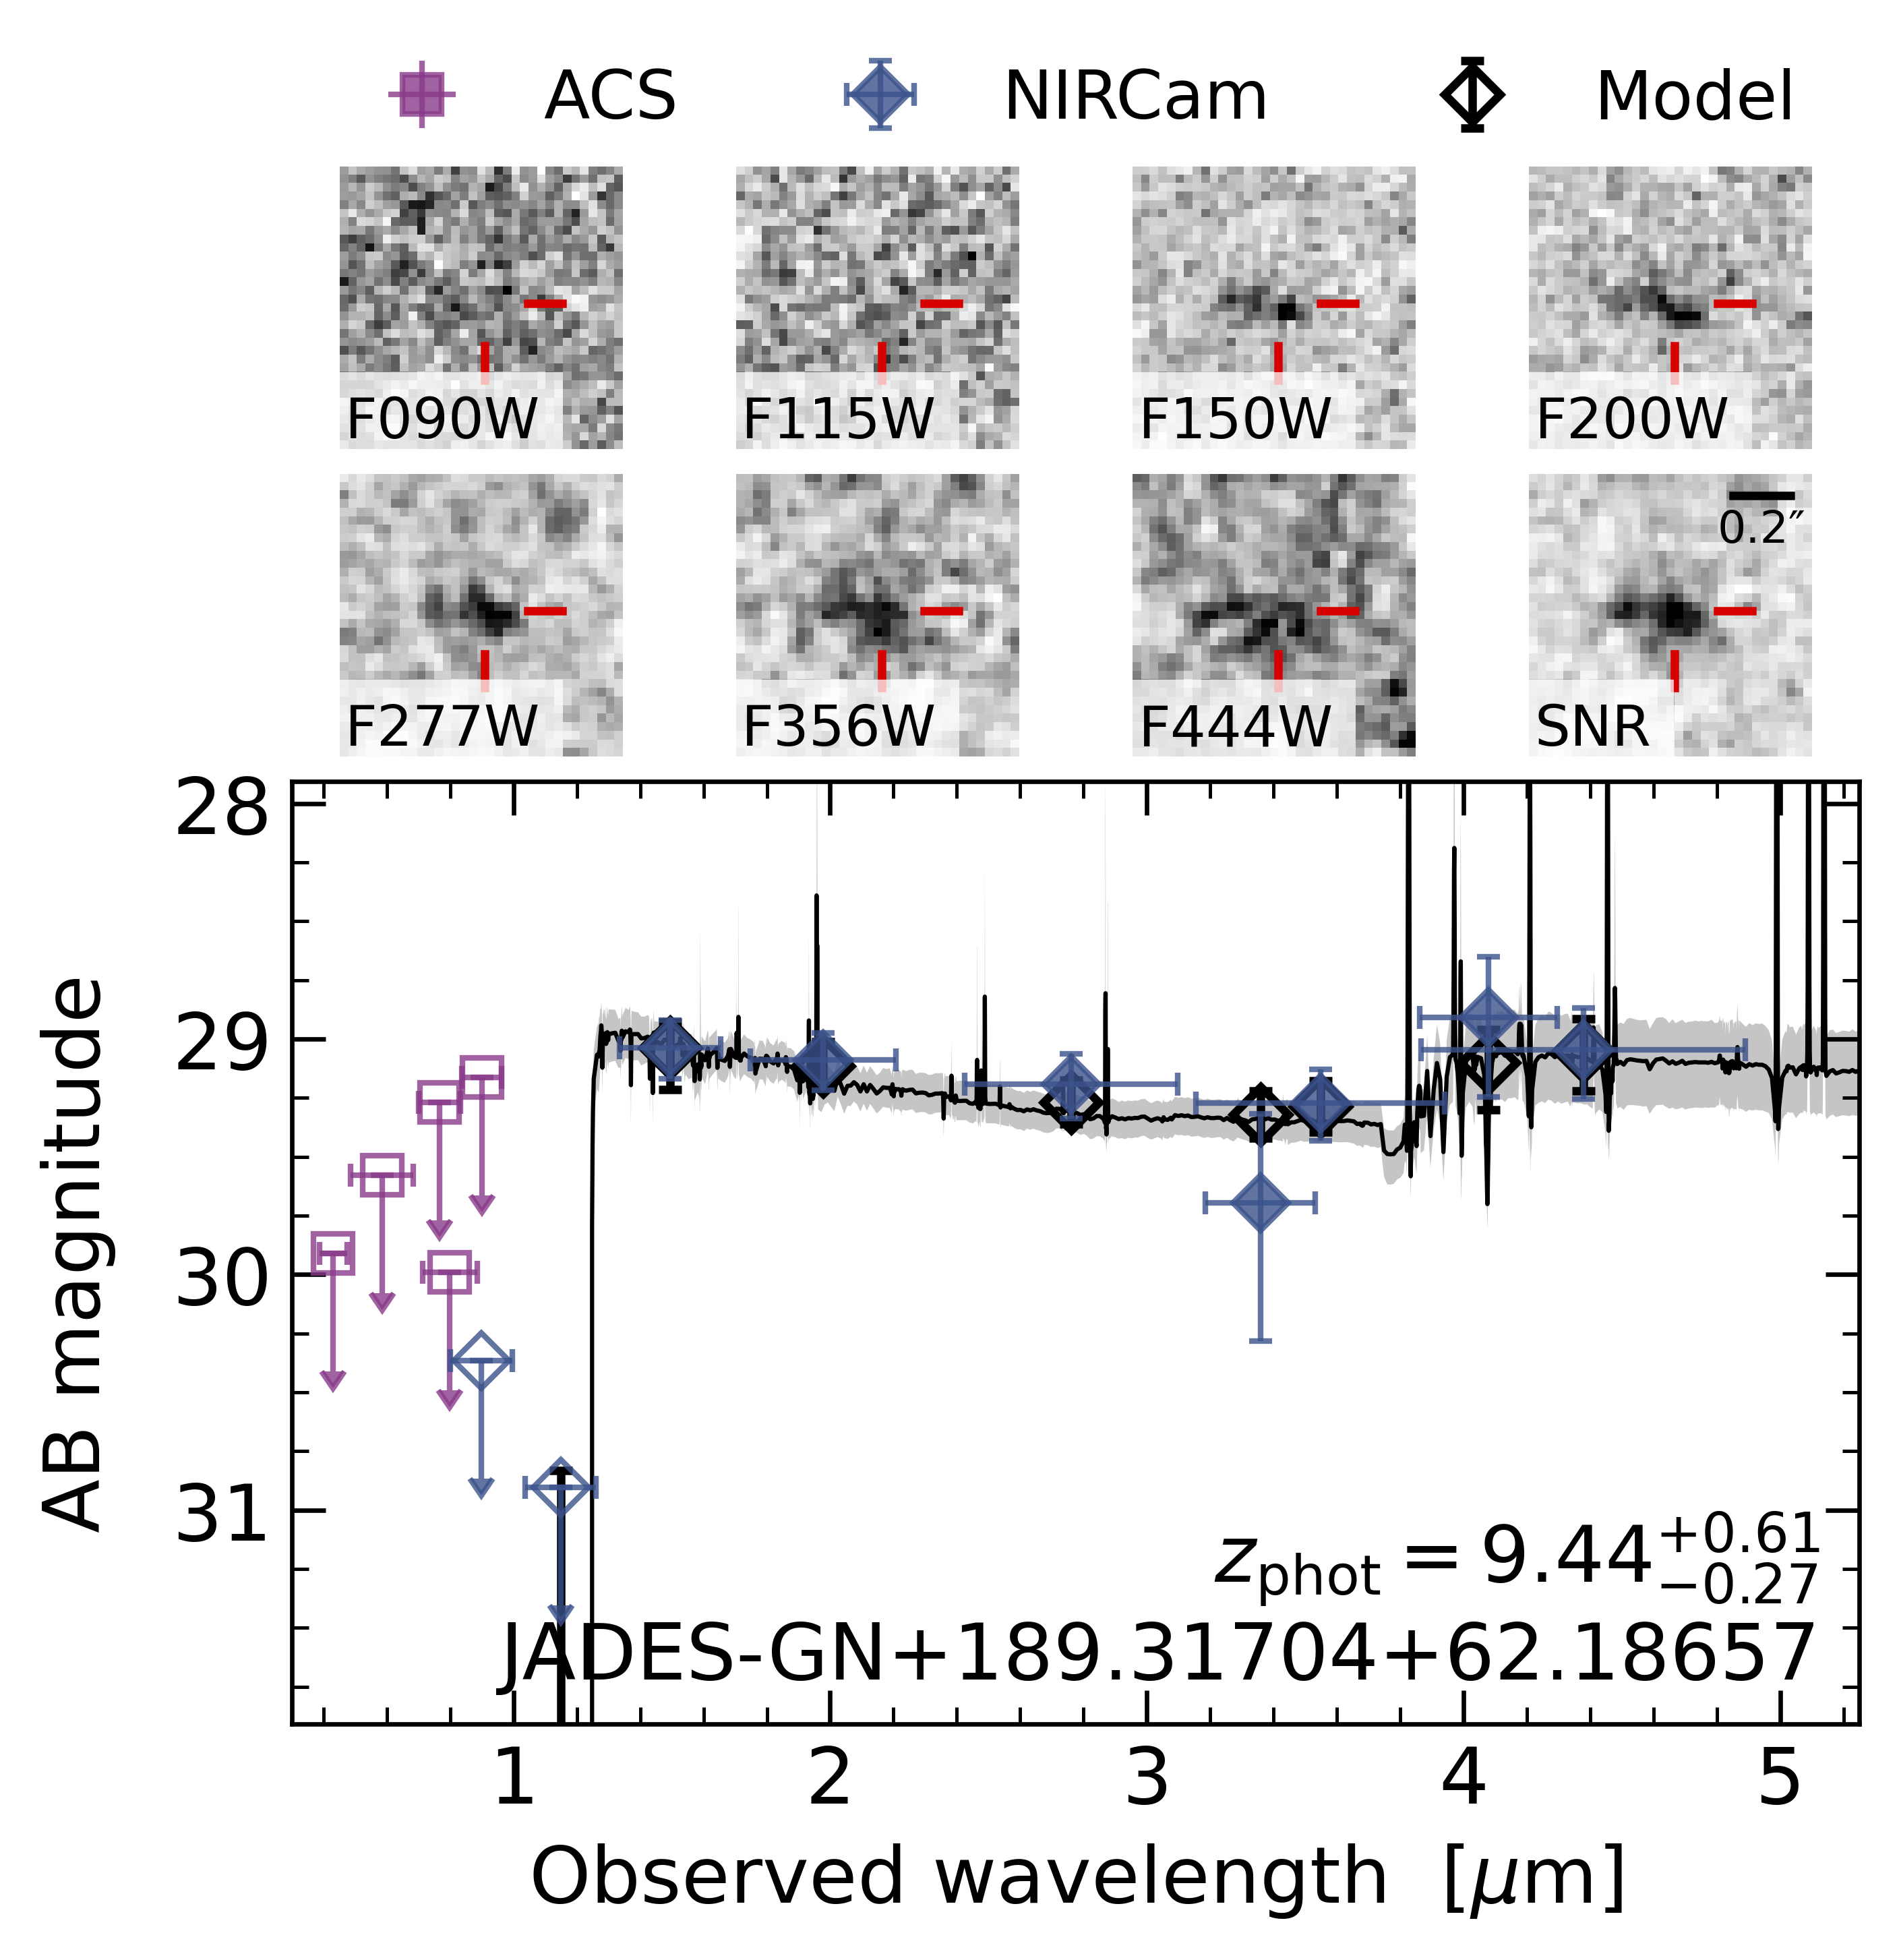 ACS NIRCam Model
F090W F115W F150W F200W
0.2″
F277W F356W F444W SNR
28
29
30
31
AB magnitude
z_phot = 9.44 +0.61 −0.27
JADES-GN+189.31704+62.18657
1 2 3 4 5
Observed wavelength [μm]